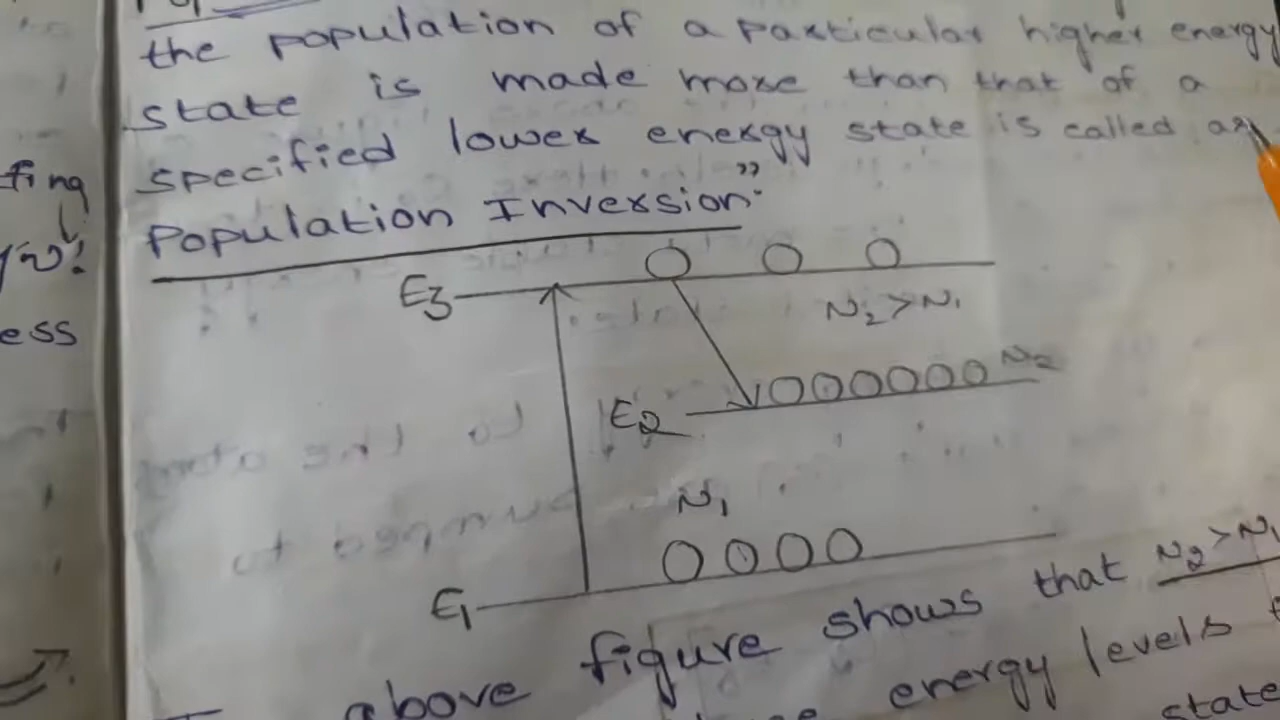 the population of a particular higher energy
state is made more than that of a
specified lower energy state is called as
Population Inversion”.
E3
N2 > N1
N2
E2
N1
E1
above figure shows that N2 > N1
energy levels
state
fing
ess